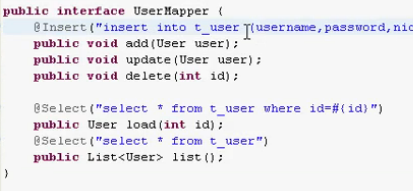 public interface UserMapper {
@Insert("insert into t_user (username,password,nic
public void add(User user);
public void update(User user);
public void delete(int id);
@Select("select * from t_user where id=#{id}")
public User load(int id);
@Select("select * from t_user")
public List<User> list();
}